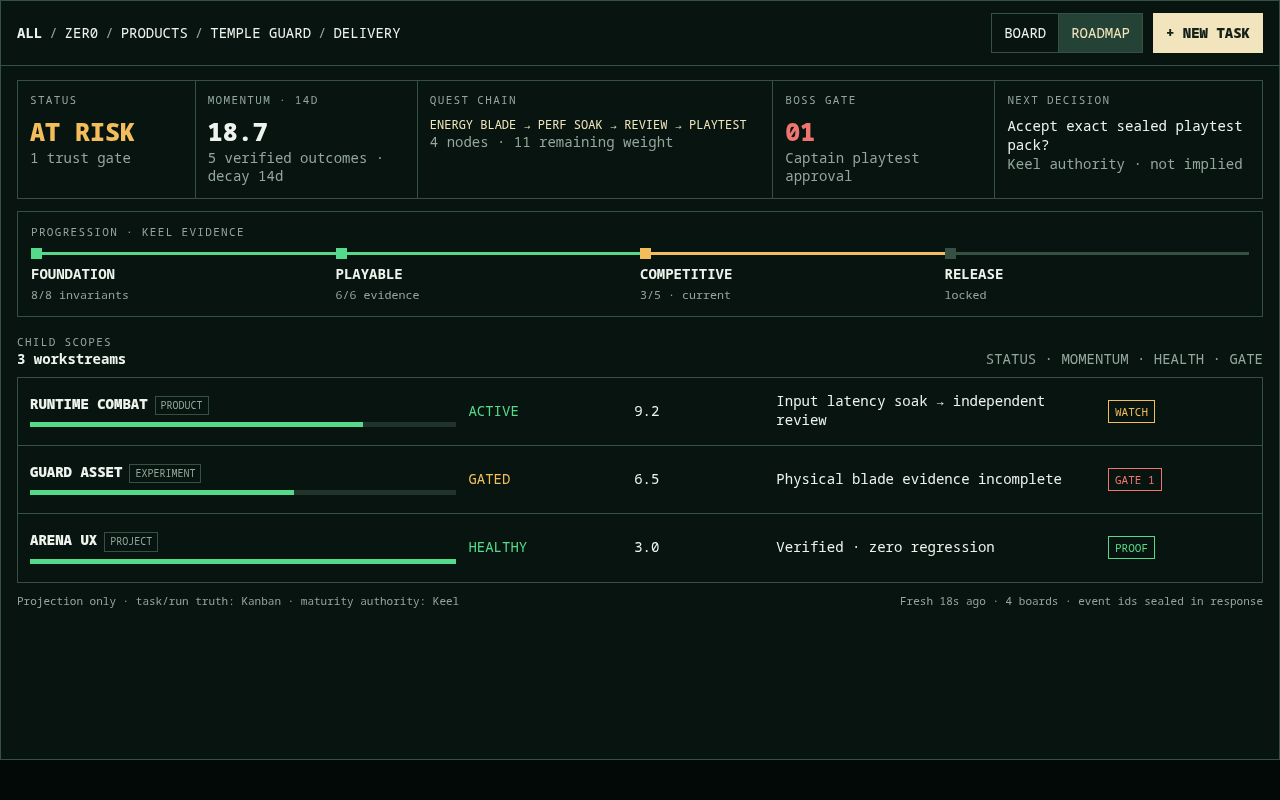 ALL / ZER0 / PRODUCTS / TEMPLE GUARD / DELIVERY
BOARD
ROADMAP
+ NEW TASK
STATUS
AT RISK
1 trust gate
MOMENTUM · 14D
18.7
5 verified outcomes ·
decay 14d
QUEST CHAIN
ENERGY BLADE → PERF SOAK → REVIEW → PLAYTEST
4 nodes · 11 remaining weight
BOSS GATE
01
Captain playtest
approval
NEXT DECISION
Accept exact sealed playtest
pack?
Keel authority · not implied
PROGRESSION · KEEL EVIDENCE
FOUNDATION
8/8 invariants
PLAYABLE
6/6 evidence
COMPETITIVE
3/5 · current
RELEASE
locked
CHILD SCOPES
3 workstreams
STATUS · MOMENTUM · HEALTH · GATE
RUNTIME COMBAT PRODUCT
ACTIVE
9.2
Input latency soak → independent
review
WATCH
GUARD ASSET EXPERIMENT
GATED
6.5
Physical blade evidence incomplete
GATE 1
ARENA UX PROJECT
HEALTHY
3.0
Verified · zero regression
PROOF
Projection only · task/run truth: Kanban · maturity authority: Keel
Fresh 18s ago · 4 boards · event ids sealed in response